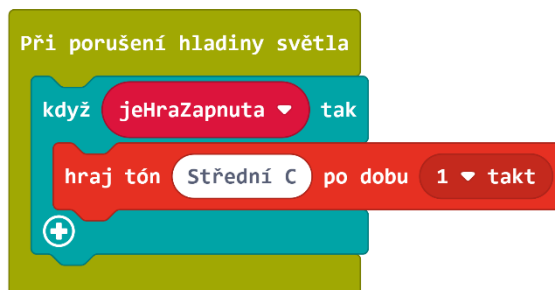 Při porušení hladiny světla
když jeHraZapnuta tak
hraj tón Střední C po dobu 1 takt